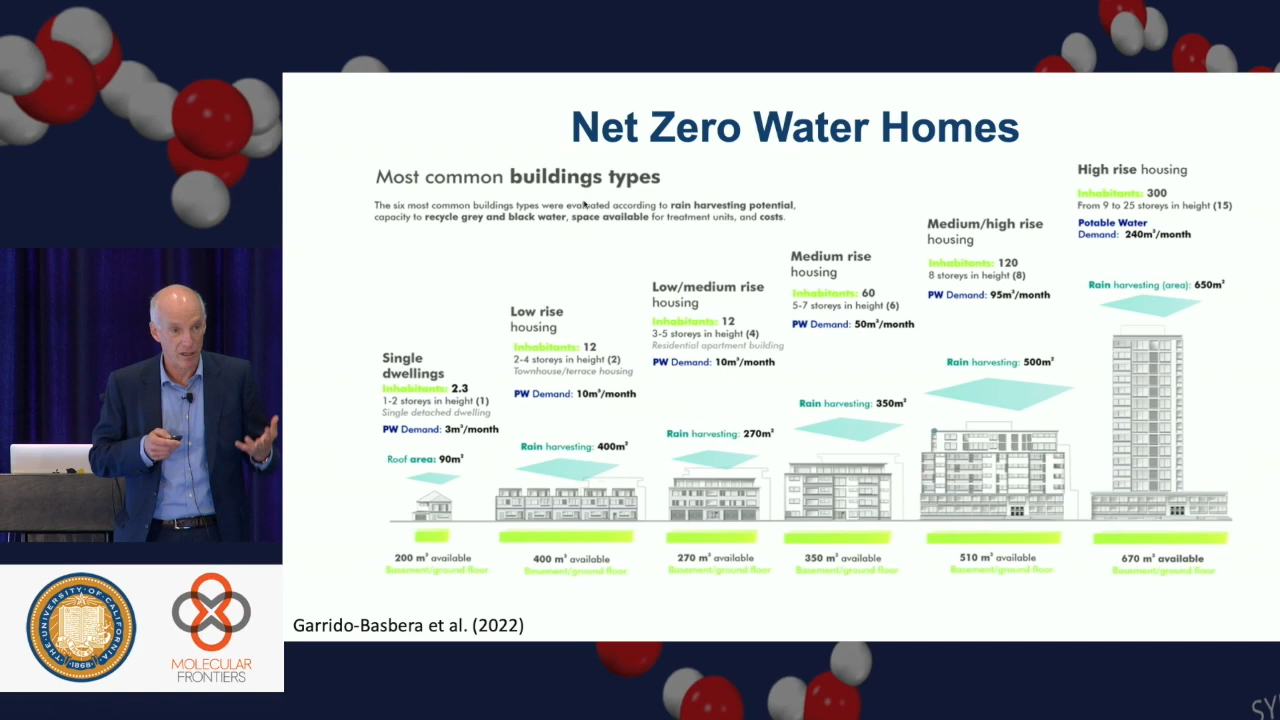 Net Zero Water Homes
Most common buildings types
The six most common buildings types were evaluated according to rain harvesting potential,
capacity to recycle grey and black water, space available for treatment units, and costs.
Single
dwellings
Inhabitants: 2.3
1-2 storeys in height (1)
Single detached dwelling
PW Demand: 3m³/month
Roof area: 90m²
Low rise
housing
Inhabitants: 12
2-4 storeys in height (2)
Townhouse/terrace housing
PW Demand: 10m³/month
Rain harvesting: 400m²
Low/medium rise
housing
Inhabitants: 12
3-5 storeys in height (4)
Residential apartment building
PW Demand: 10m³/month
Rain harvesting: 270m²
Medium rise
housing
Inhabitants: 60
5-7 storeys in height (6)
PW Demand: 50m³/month
Rain harvesting: 350m²
Medium/high rise
housing
Inhabitants: 120
8 storeys in height (8)
PW Demand: 95m³/month
Rain harvesting: 500m²
High rise housing
Inhabitants: 300
From 9 to 25 storeys in height (15)
Potable Water
Demand: 240m³/month
Rain harvesting (area): 650m²
200 m² available
Basement/ground floor
400 m² available
Basement/ground floor
270 m² available
Basement/ground floor
350 m² available
Basement/ground floor
510 m² available
Basement/ground floor
670 m² available
Basement/ground floor
Garrido-Basbera et al. (2022)
THE UNIVERSITY OF CALIFORNIA
1868
MOLECULAR
FRONTIERS
SY